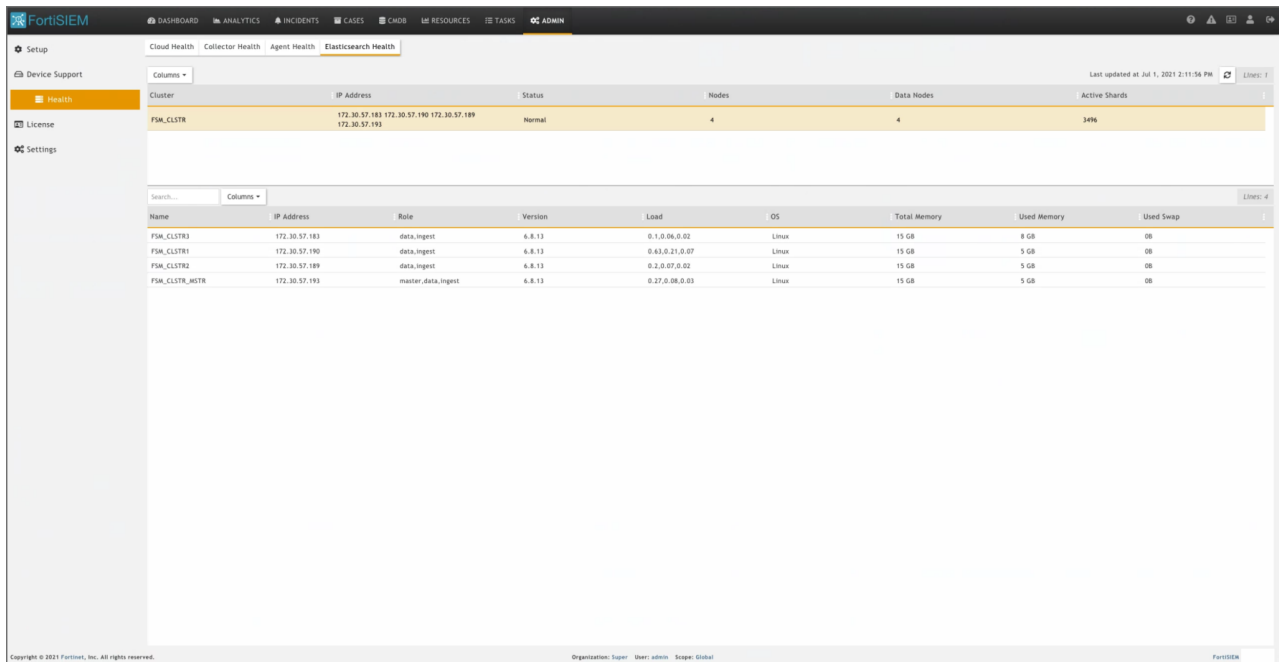 FortiSIEM
DASHBOARD ANALYTICS INCIDENTS CASES CMDB RESOURCES TASKS ADMIN
Setup
Device Support
Health
License
Settings
Cloud Health Collector Health Agent Health Elasticsearch Health
Columns Last updated at Jul 1, 2021 2:11:56 PM Lines: 1
Cluster IP Address Status Nodes Data Nodes Active Shards
FSM_CLSTR 172.30.57.183 172.30.57.190 172.30.57.189 Normal 4 4 3496
172.30.57.193
Search... Columns Lines: 4
Name IP Address Role Version Load OS Total Memory Used Memory Used Swap
FSM_CLSTR3 172.30.57.183 data,ingest 6.8.13 0.1,0.06,0.02 Linux 15 GB 8 GB 0B
FSM_CLSTR1 172.30.57.190 data,ingest 6.8.13 0.63,0.21,0.07 Linux 15 GB 5 GB 0B
FSM_CLSTR2 172.30.57.189 data,ingest 6.8.13 0.2,0.07,0.02 Linux 15 GB 5 GB 0B
FSM_CLSTR_MSTR 172.30.57.193 master,data,ingest 6.8.13 0.27,0.08,0.03 Linux 15 GB 5 GB 0B
Copyright © 2021 Fortinet, Inc. All rights reserved. Organization: Super User: admin Scope: Global FortiSIEM